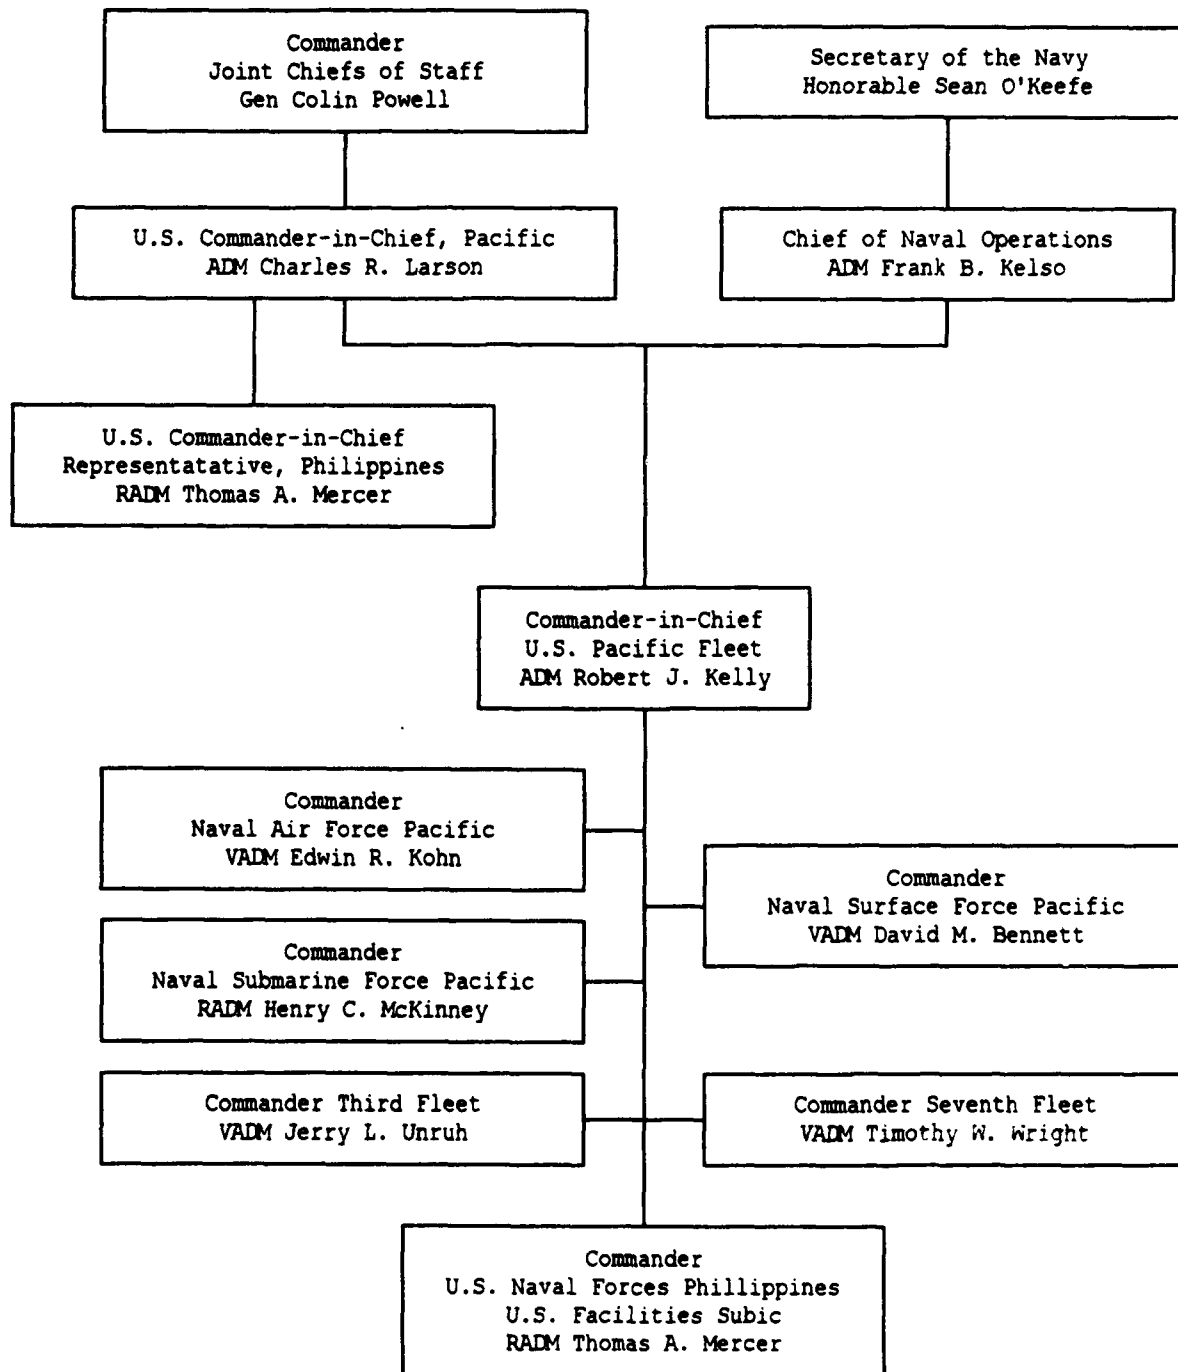 Commander
Joint Chiefs of Staff
Gen Colin Powell
Secretary of the Navy
Honorable Sean O'Keefe
U.S. Commander-in-Chief, Pacific
ADM Charles R. Larson
Chief of Naval Operations
ADM Frank B. Kelso
U.S. Commander-in-Chief
Representatative, Philippines
RADM Thomas A. Mercer
Commander-in-Chief
U.S. Pacific Fleet
ADM Robert J. Kelly
Commander
Naval Air Force Pacific
VADM Edwin R. Kohn
Commander
Naval Surface Force Pacific
VADM David M. Bennett
Commander
Naval Submarine Force Pacific
RADM Henry C. McKinney
Commander Third Fleet
VADM Jerry L. Unruh
Commander Seventh Fleet
VADM Timothy W. Wright
Commander
U.S. Naval Forces Phillippines
U.S. Facilities Subic
RADM Thomas A. Mercer